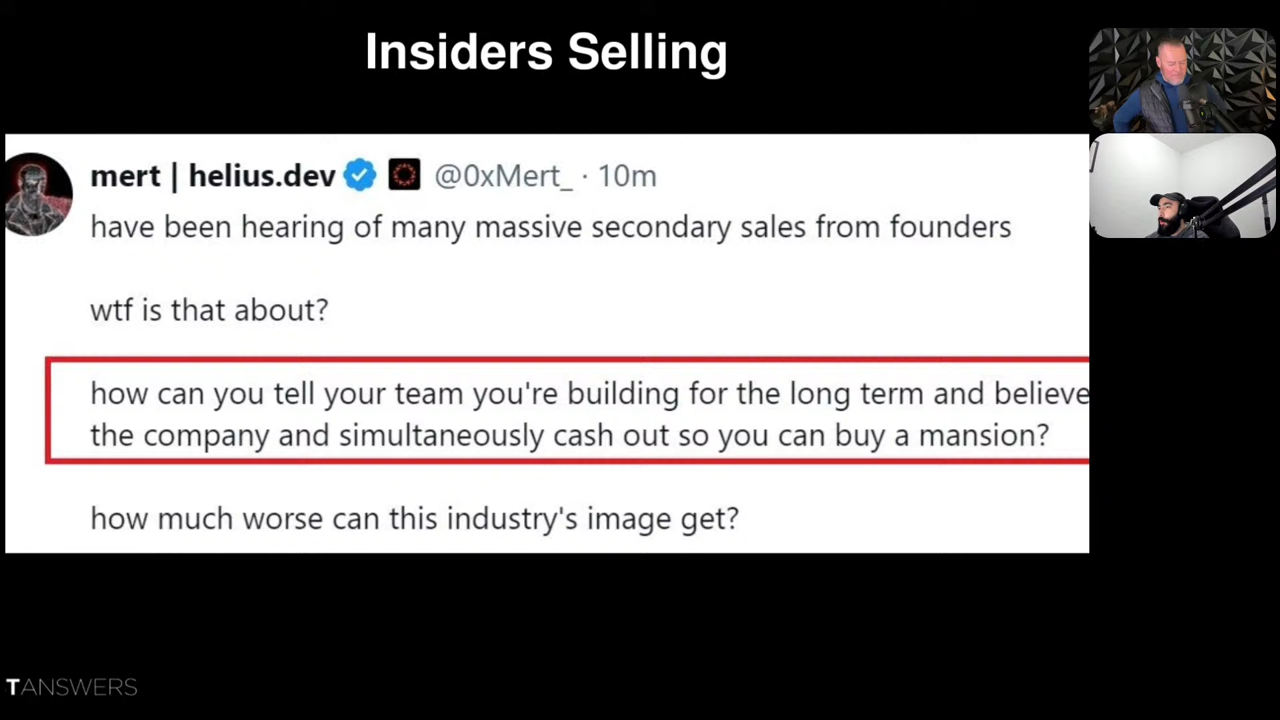 Insiders Selling
mert | helius.dev @0xMert_ · 10m
have been hearing of many massive secondary sales from founders
wtf is that about?
how can you tell your team you're building for the long term and believe
the company and simultaneously cash out so you can buy a mansion?
how much worse can this industry's image get?
TANSWERS